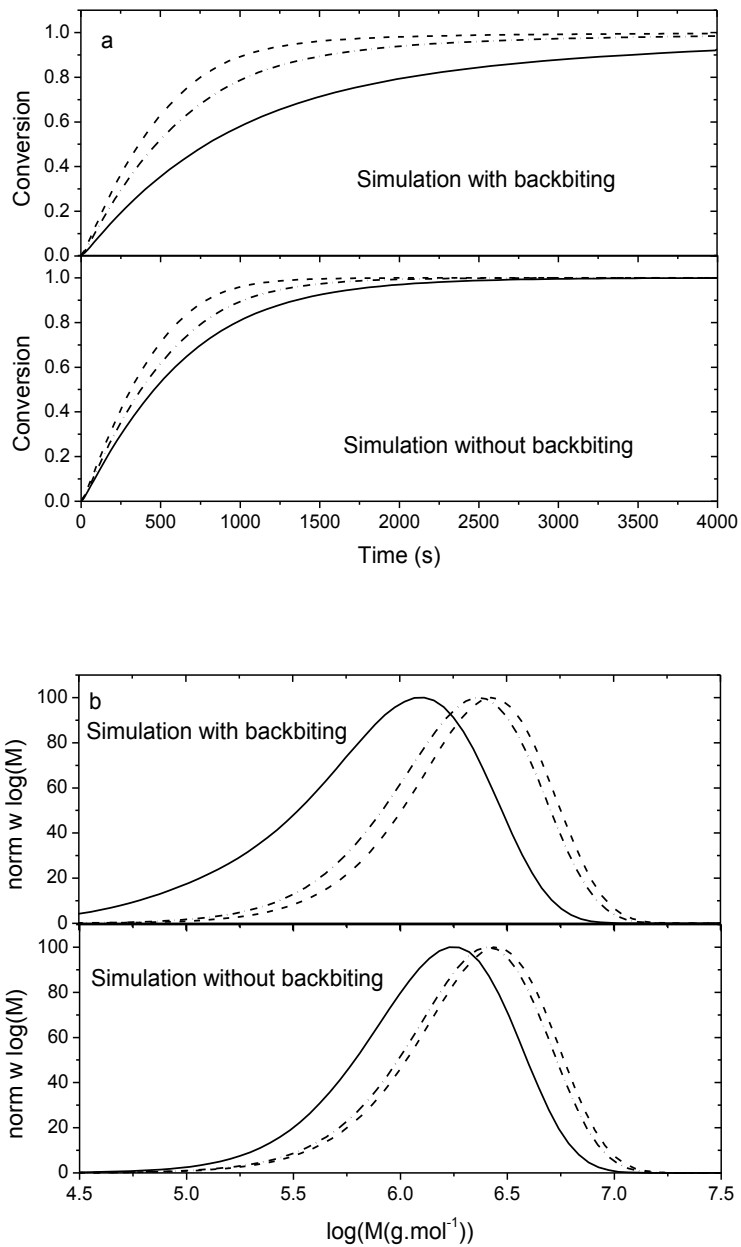 a
1.0
0.8
0.6
0.4
0.2
0.0
Conversion
Simulation with backbiting
1.0
0.8
0.6
0.4
0.2
0.0
Conversion
Simulation without backbiting
0 500 1000 1500 2000 2500 3000 3500 4000
Time (s)
b
100
80
60
40
20
0
norm w log(M)
Simulation with backbiting
100
80
60
40
20
0
norm w log(M)
Simulation without backbiting
4.5 5.0 5.5 6.0 6.5 7.0 7.5
log(M(g.mol⁻¹))